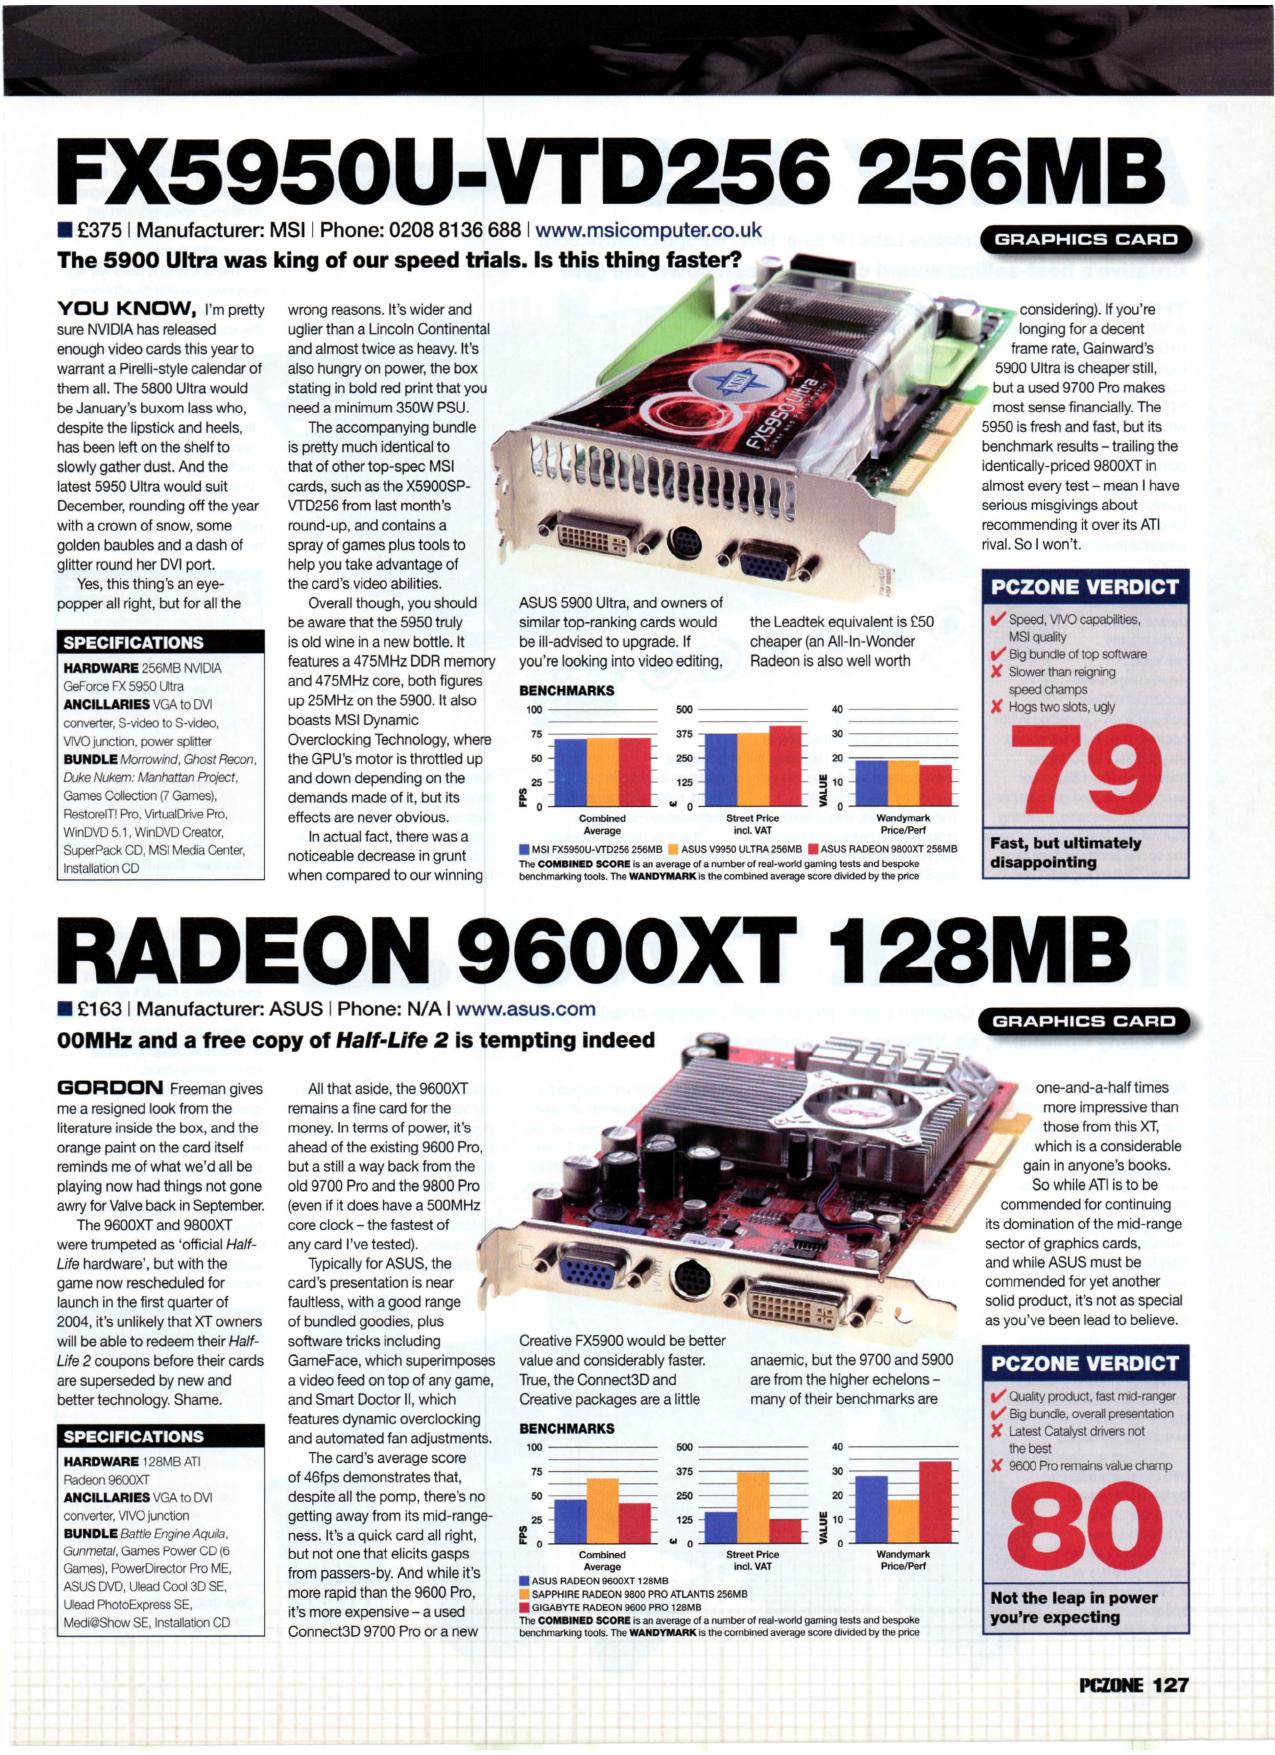 FX5950U-VTD256 256MB
£375 | Manufacturer: MSI | Phone: 0208 8136 688 | www.msicomputer.co.uk
GRAPHICS CARD
The 5900 Ultra was king of our speed trials. Is this thing faster?
YOU KNOW, I'm pretty
sure NVIDIA has released
enough video cards this year to
warrant a Pirelli-style calendar of
them all. The 5800 Ultra would
be January's buxom lass who,
despite the lipstick and heels,
has been left on the shelf to
slowly gather dust. And the
latest 5950 Ultra would suit
December, rounding off the year
with a crown of snow, some
golden baubles and a dash of
glitter round her DVI port.
Yes, this thing's an eye-
popper all right, but for all the
SPECIFICATIONS
HARDWARE 256MB NVIDIA
GeForce FX 5950 Ultra
ANCILLARIES VGA to DVI
converter, S-video to S-video,
VIVO junction, power splitter
BUNDLE Morrowind, Ghost Recon,
Duke Nukem: Manhattan Project,
Games Collection (7 Games),
RestoreIT! Pro, VirtualDrive Pro,
WinDVD 5.1, WinDVD Creator,
SuperPack CD, MSI Media Center,
Installation CD
wrong reasons. It's wider and
uglier than a Lincoln Continental
and almost twice as heavy. It's
also hungry on power, the box
stating in bold red print that you
need a minimum 350W PSU.
The accompanying bundle
is pretty much identical to
that of other top-spec MSI
cards, such as the X5900SP-
VTD256 from last month's
round-up, and contains a
spray of games plus tools to
help you take advantage of
the card's video abilities.
Overall though, you should
be aware that the 5950 truly
is old wine in a new bottle. It
features a 475MHz DDR memory
and 475MHz core, both figures
up 25MHz on the 5900. It also
boasts MSI Dynamic
Overclocking Technology, where
the GPU's motor is throttled up
and down depending on the
demands made of it, but its
effects are never obvious.
In actual fact, there was a
noticeable decrease in grunt
when compared to our winning
MSI
FX5950 Ultra
ASUS 5900 Ultra, and owners of
similar top-ranking cards would
be ill-advised to upgrade. If
you're looking into video editing,
the Leadtek equivalent is £50
cheaper (an All-In-Wonder
Radeon is also well worth
considering). If you're
longing for a decent
frame rate, Gainward's
5900 Ultra is cheaper still,
but a used 9700 Pro makes
most sense financially. The
5950 is fresh and fast, but its
benchmark results – trailing the
identically-priced 9800XT in
almost every test – mean I have
serious misgivings about
recommending it over its ATI
rival. So I won't.
BENCHMARKS
100
75
50
25
0
FPS
Combined
Average
500
375
250
125
0
£
Street Price
incl. VAT
40
30
20
10
0
VALUE
Wandymark
Price/Perf
MSI FX5950U-VTD256 256MB ASUS V9950 ULTRA 256MB ASUS RADEON 9800XT 256MB
The COMBINED SCORE is an average of a number of real-world gaming tests and bespoke
benchmarking tools. The WANDYMARK is the combined average score divided by the price
PCZONE VERDICT
✓ Speed, VIVO capabilities,
MSI quality
✓ Big bundle of top software
✗ Slower than reigning
speed champs
✗ Hogs two slots, ugly
79
Fast, but ultimately
disappointing
RADEON 9600XT 128MB
£163 | Manufacturer: ASUS | Phone: N/A | www.asus.com
GRAPHICS CARD
00MHz and a free copy of Half-Life 2 is tempting indeed
GORDON Freeman gives
me a resigned look from the
literature inside the box, and the
orange paint on the card itself
reminds me of what we'd all be
playing now had things not gone
awry for Valve back in September.
The 9600XT and 9800XT
were trumpeted as 'official Half-
Life hardware', but with the
game now rescheduled for
launch in the first quarter of
2004, it's unlikely that XT owners
will be able to redeem their Half-
Life 2 coupons before their cards
are superseded by new and
better technology. Shame.
SPECIFICATIONS
HARDWARE 128MB ATI
Radeon 9600XT
ANCILLARIES VGA to DVI
converter, VIVO junction
BUNDLE Battle Engine Aquila,
Gunmetal, Games Power CD (6
Games), PowerDirector Pro ME,
ASUS DVD, Ulead Cool 3D SE,
Ulead PhotoExpress SE,
Medi@Show SE, Installation CD
All that aside, the 9600XT
remains a fine card for the
money. In terms of power, it's
ahead of the existing 9600 Pro,
but a still a way back from the
old 9700 Pro and the 9800 Pro
(even if it does have a 500MHz
core clock – the fastest of
any card I've tested).
Typically for ASUS, the
card's presentation is near
faultless, with a good range
of bundled goodies, plus
software tricks including
GameFace, which superimposes
a video feed on top of any game,
and Smart Doctor II, which
features dynamic overclocking
and automated fan adjustments.
The card's average score
of 46fps demonstrates that,
despite all the pomp, there's no
getting away from its mid-range-
ness. It's a quick card all right,
but not one that elicits gasps
from passers-by. And while it's
more rapid than the 9600 Pro,
it's more expensive – a used
Connect3D 9700 Pro or a new
Creative FX5900 would be better
value and considerably faster.
True, the Connect3D and
Creative packages are a little
anaemic, but the 9700 and 5900
are from the higher echelons –
many of their benchmarks are
one-and-a-half times
more impressive than
those from this XT,
which is a considerable
gain in anyone's books.
So while ATI is to be
commended for continuing
its domination of the mid-range
sector of graphics cards,
and while ASUS must be
commended for yet another
solid product, it's not as special
as you've been lead to believe.
BENCHMARKS
100
75
50
25
0
FPS
Combined
Average
500
375
250
125
0
£
Street Price
incl. VAT
40
30
20
10
0
VALUE
Wandymark
Price/Perf
ASUS RADEON 9600XT 128MB
SAPPHIRE RADEON 9800 PRO ATLANTIS 256MB
GIGABYTE RADEON 9600 PRO 128MB
The COMBINED SCORE is an average of a number of real-world gaming tests and bespoke
benchmarking tools. The WANDYMARK is the combined average score divided by the price
PCZONE VERDICT
✓ Quality product, fast mid-ranger
✓ Big bundle, overall presentation
✗ Latest Catalyst drivers not
the best
✗ 9600 Pro remains value champ
80
Not the leap in power
you're expecting
PCZONE 127